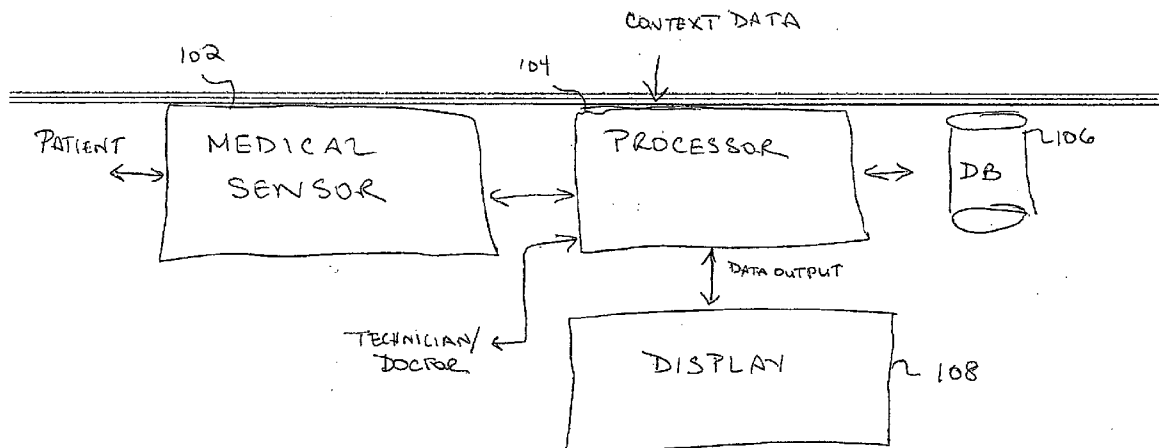 CONTEXT DATA
102
104
PATIENT
MEDICAL
SENSOR
PROCESSOR
DB
106
DATA OUTPUT
TECHNICIAN/
DOCTOR
DISPLAY
108